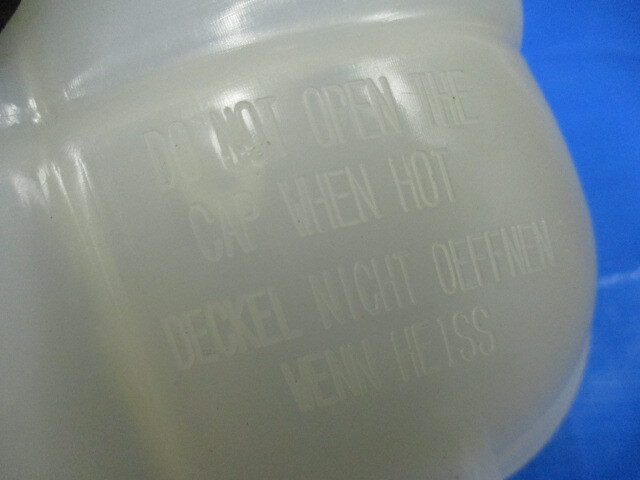 DO NOT OPEN THE
CAP WHEN HOT
DECKEL NICHT OEFFNEN
WENN HEISS